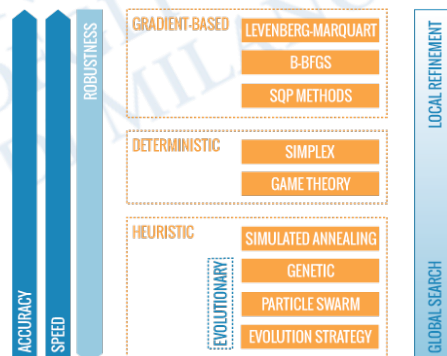 GRADIENT-BASED
LEVENBERG-MARQUART
B-BFGS
SQP METHODS
DETERMINISTIC
SIMPLEX
GAME THEORY
HEURISTIC
SIMULATED ANNEALING
EVOLUTIONARY
GENETIC
PARTICLE SWARM
EVOLUTION STRATEGY
ACCURACY
SPEED
ROBUSTNESS
LOCAL REFINEMENT
GLOBAL SEARCH